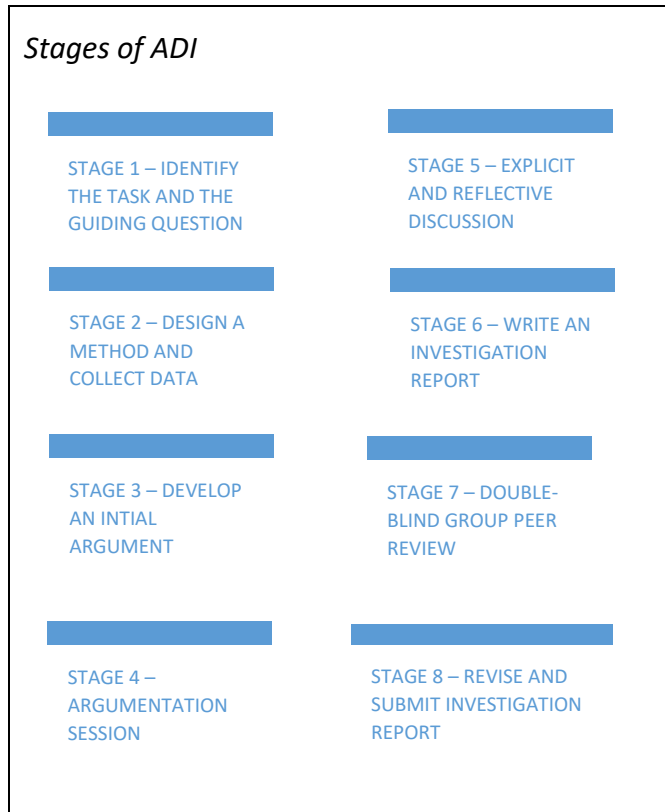 Stages of ADI
STAGE 1 – IDENTIFY
THE TASK AND THE
GUIDING QUESTION
STAGE 2 – DESIGN A
METHOD AND
COLLECT DATA
STAGE 3 – DEVELOP
AN INTIAL
ARGUMENT
STAGE 4 –
ARGUMENTATION
SESSION
STAGE 5 – EXPLICIT
AND REFLECTIVE
DISCUSSION
STAGE 6 – WRITE AN
INVESTIGATION
REPORT
STAGE 7 – DOUBLE-
BLIND GROUP PEER
REVIEW
STAGE 8 – REVISE AND
SUBMIT INVESTIGATION
REPORT